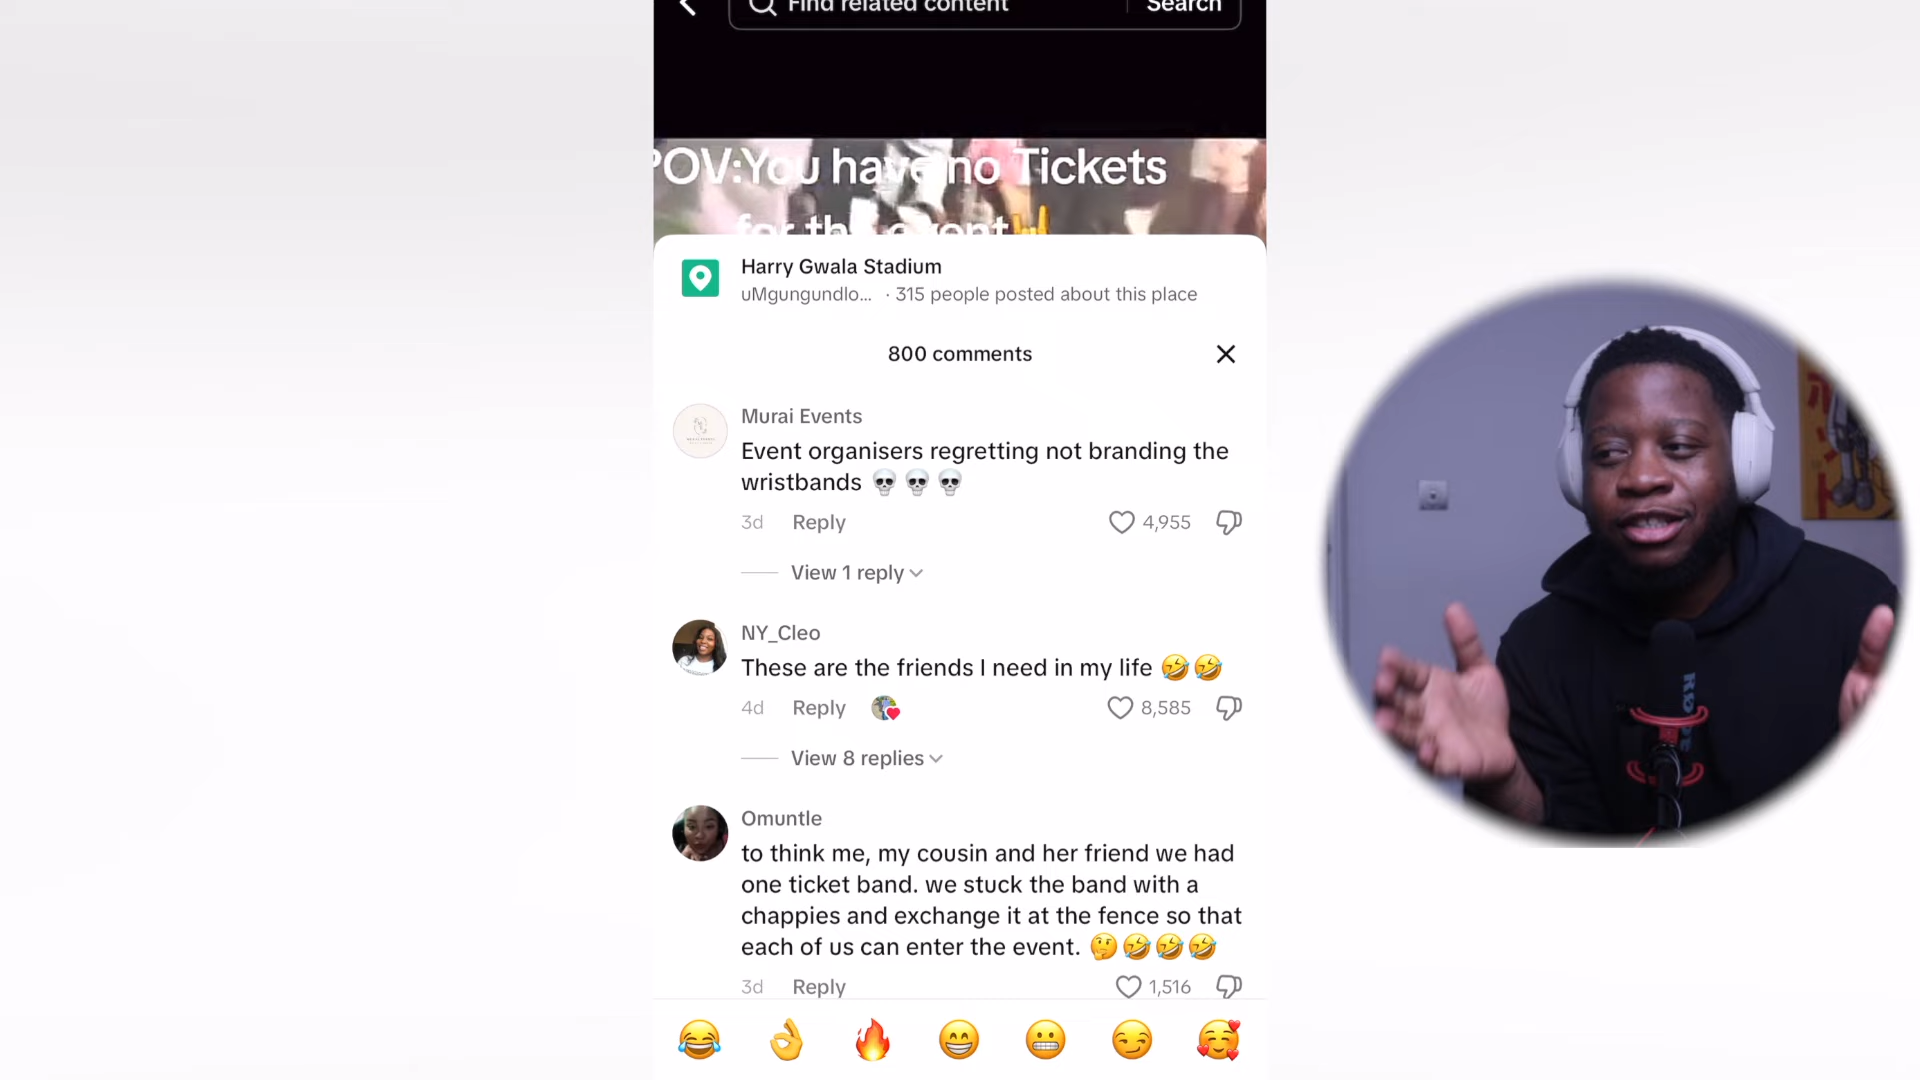 Find related content
Search
POV:You have no Tickets
for the event
Harry Gwala Stadium
uMgungundlo... · 315 people posted about this place
800 comments
Murai Events
Event organisers regretting not branding the
wristbands 💀💀💀
3d Reply 4,955
View 1 reply
NY_Cleo
These are the friends I need in my life 🤣🤣
4d Reply 8,585
View 8 replies
Omuntle
to think me, my cousin and her friend we had
one ticket band. we stuck the band with a
chappies and exchange it at the fence so that
each of us can enter the event. 🤔🤣🤣🤣
3d Reply 1,516